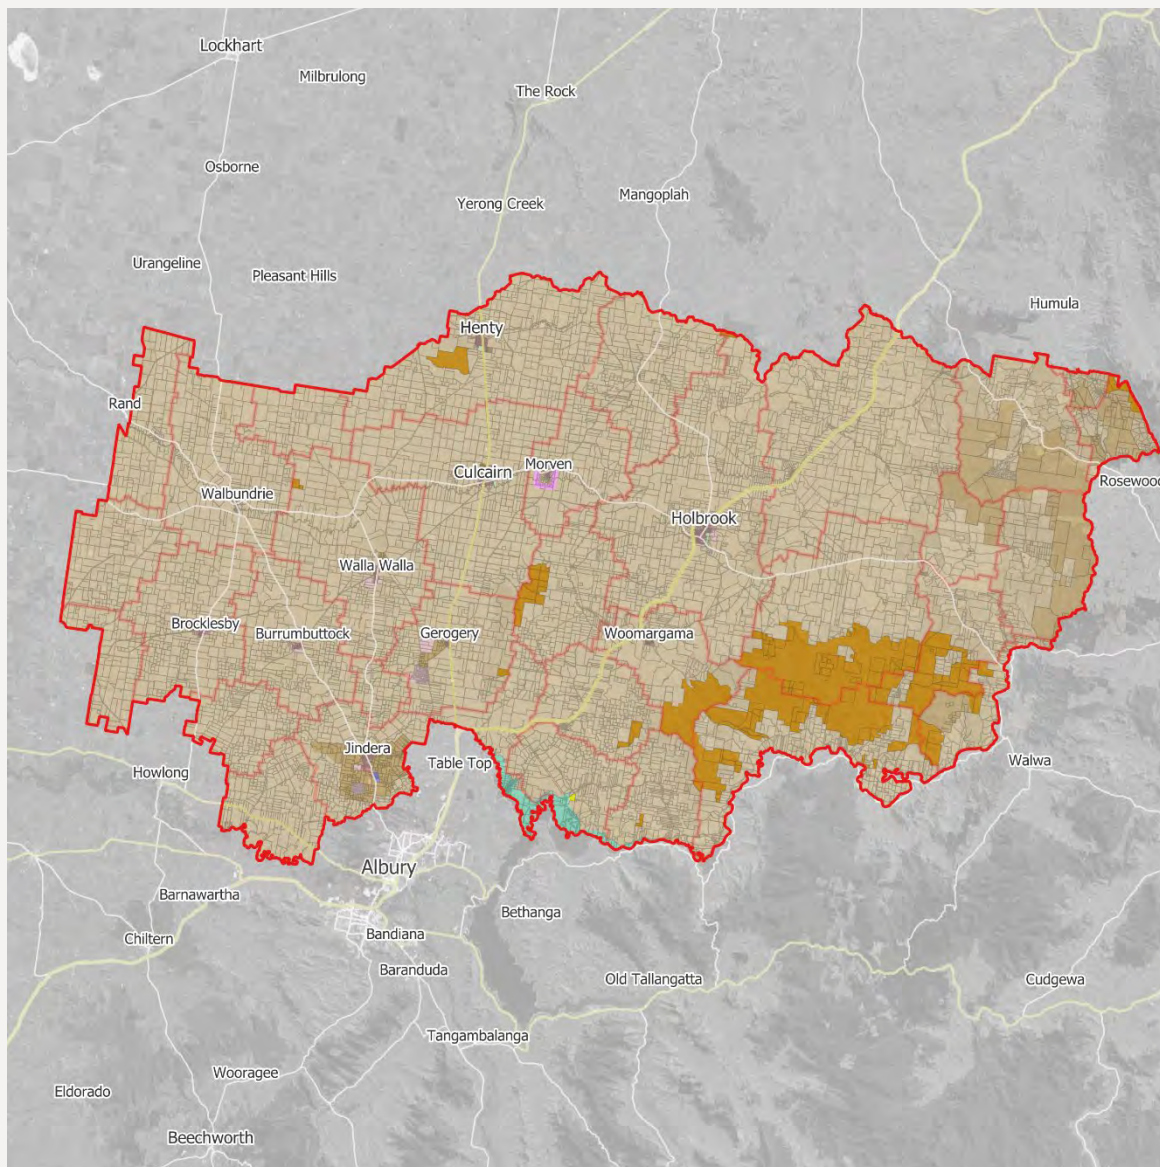 Lockhart
Milbrulong
The Rock
Osborne
Mangoplah
Yerong Creek
Urangeline
Pleasant Hills
Humula
Henty
Rand
Culcairn
Morven
Rosewood
Walbundrie
Holbrook
Walla Walla
Brocklesby
Burrumbuttock
Gerogery
Woomargama
Jindera
Table Top
Howlong
Walwa
Albury
Barnawartha
Bethanga
Chiltern
Bandiana
Baranduda
Old Tallangatta
Cudgewa
Tangambalanga
Wooragee
Eldorado
Beechworth